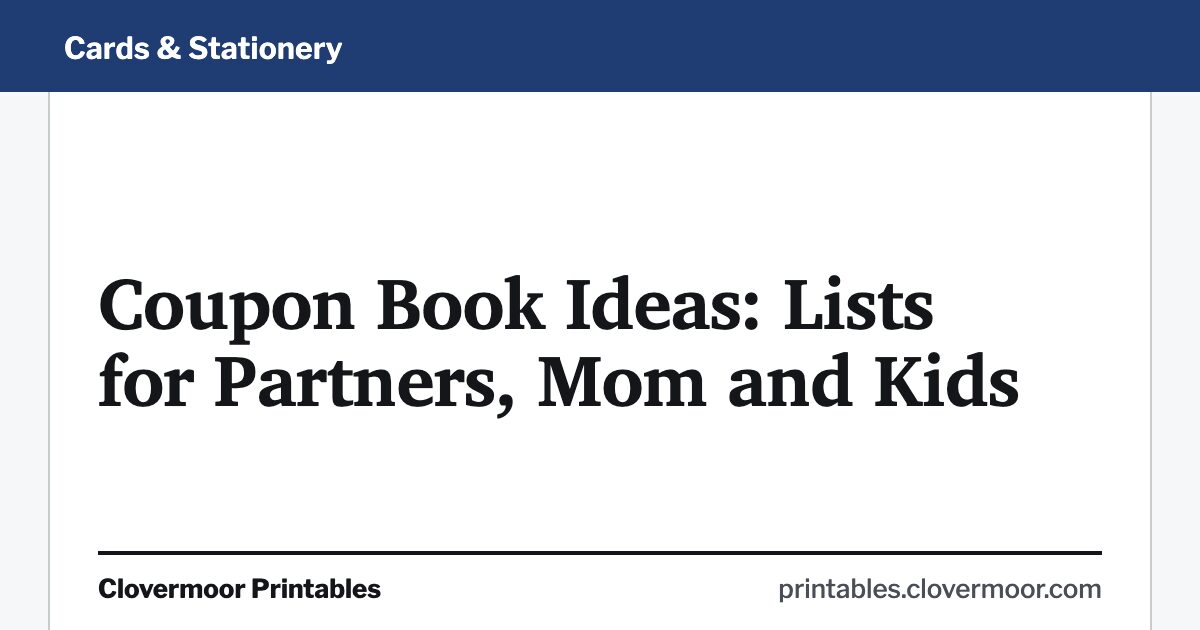 Cards & Stationery
Coupon Book Ideas: Lists
for Partners, Mom and Kids
Clovermoor Printables
printables.clovermoor.com